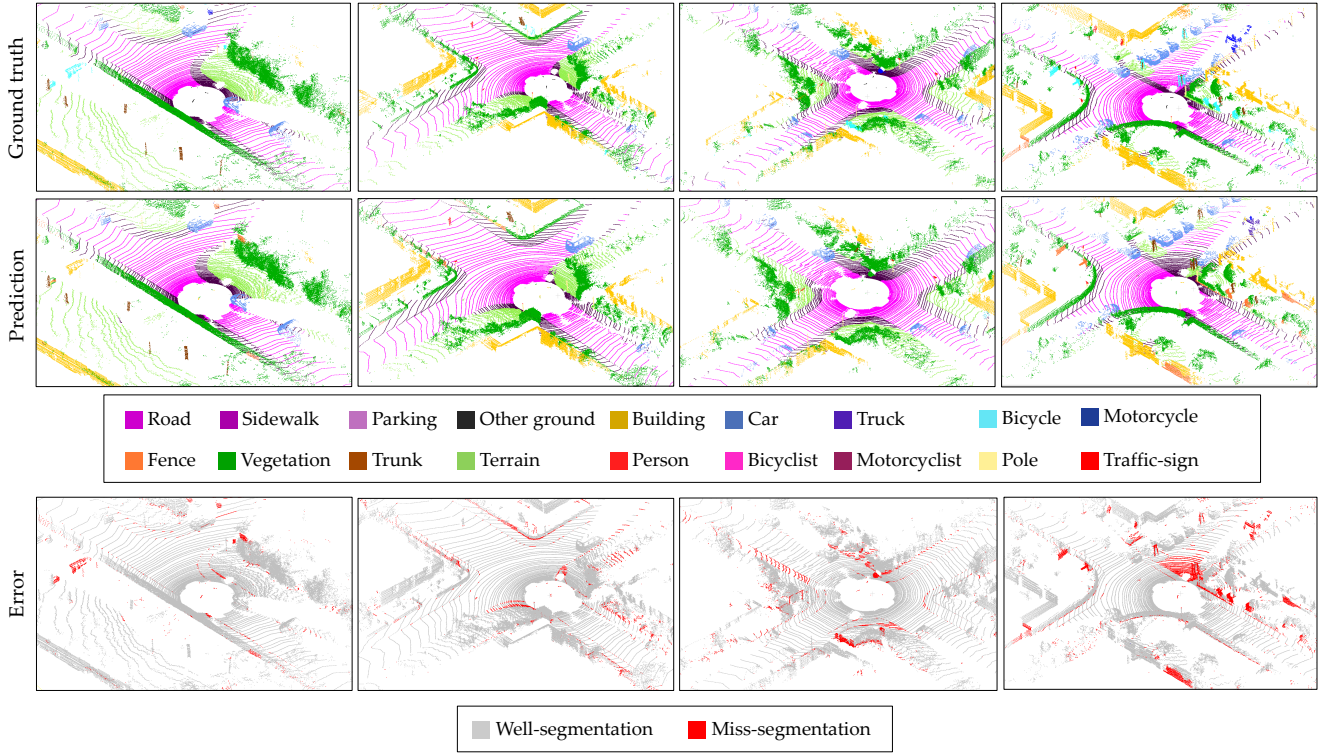 Ground truth
Prediction
Road Sidewalk Parking Other ground Building Car Truck Bicycle Motorcycle
Fence Vegetation Trunk Terrain Person Bicyclist Motorcyclist Pole Traffic-sign
Error
Well-segmentation Miss-segmentation